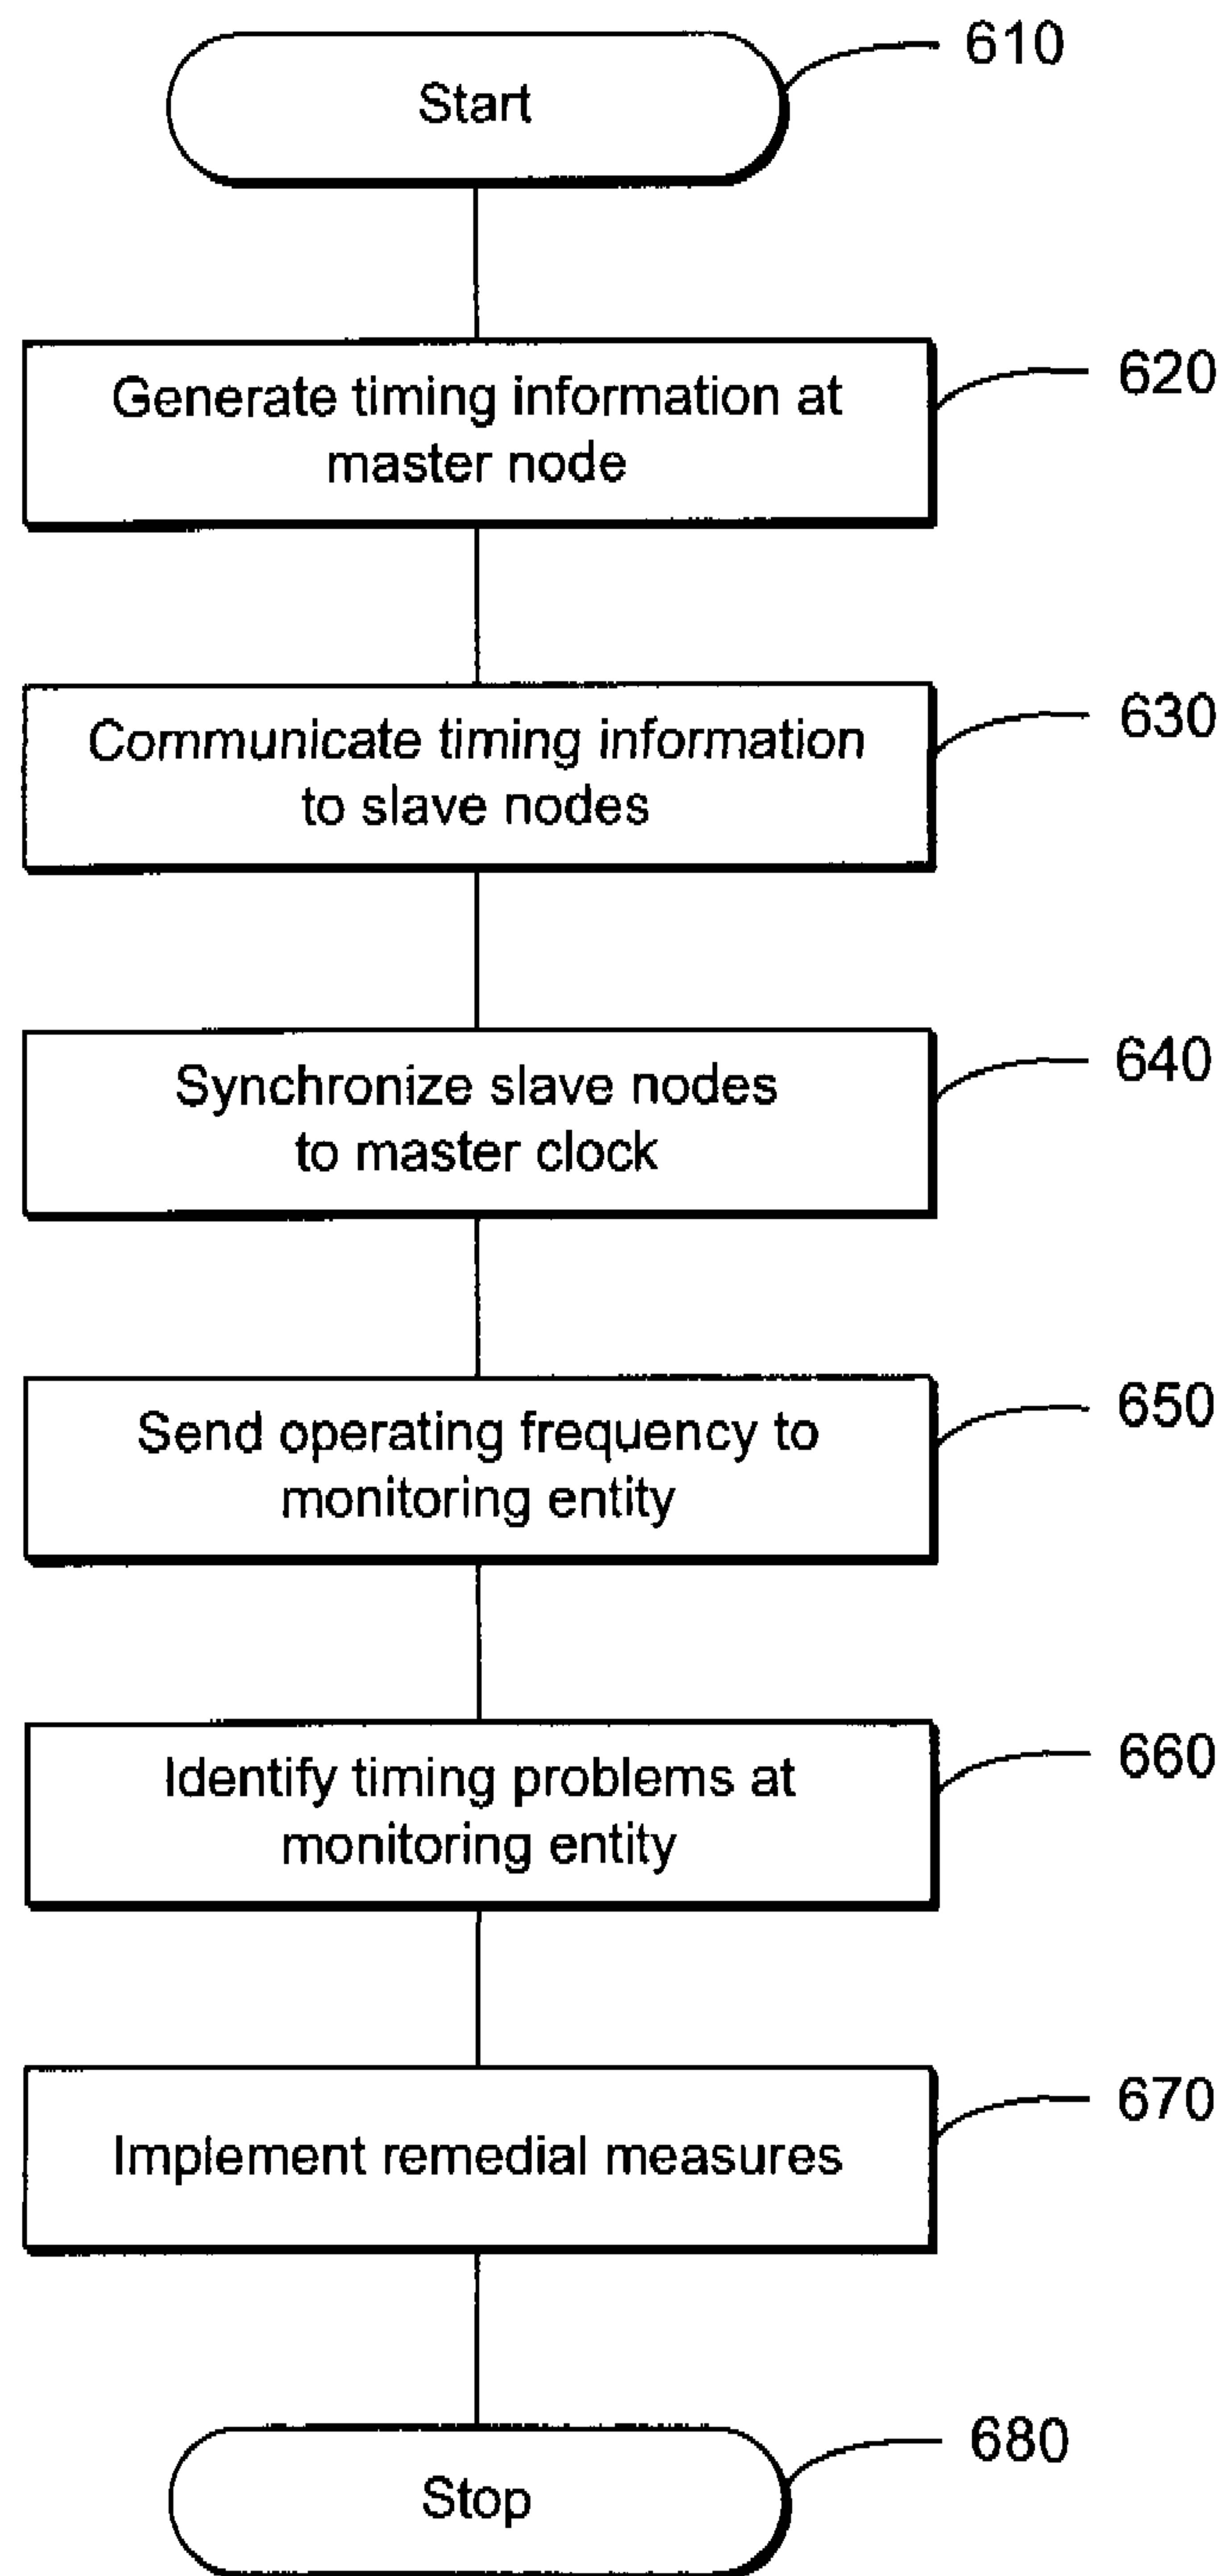 Start
610
Generate timing information at
master node
620
Communicate timing information
to slave nodes
630
Synchronize slave nodes
to master clock
640
Send operating frequency to
monitoring entity
650
Identify timing problems at
monitoring entity
660
Implement remedial measures
670
Stop
680